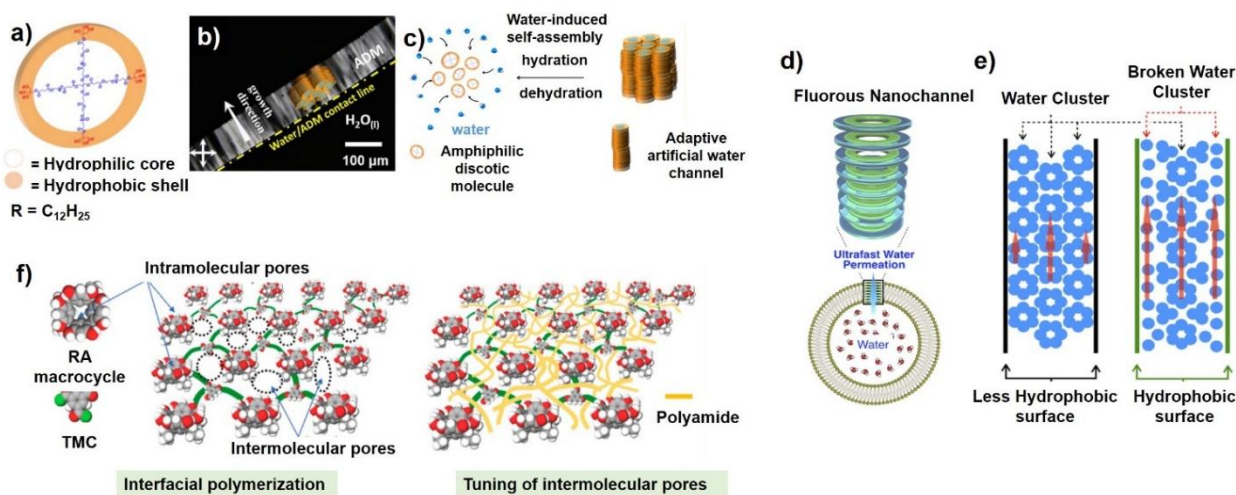 a)
= Hydrophilic core
= Hydrophobic shell
R = C₁₂H₂₅
b)
growth
direction
ADM
Water/ADM contact line
H₂O₍ₗ₎
100 µm
c)
Water-induced
self-assembly
hydration
dehydration
water
Amphiphilic
discotic
molecule
Adaptive
artificial water
channel
d)
Fluorous Nanochannel
Ultrafast Water
Permeation
Water
e)
Water Cluster
Broken Water
Cluster
Less Hydrophobic
surface
Hydrophobic
surface
f)
Intramolecular pores
RA
macrocycle
TMC
Intermolecular pores
Polyamide
Interfacial polymerization
Tuning of intermolecular pores